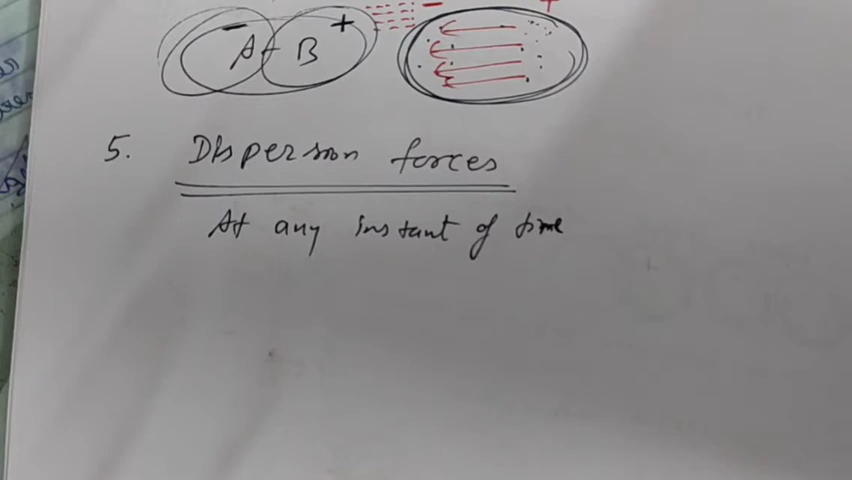 - A B + - +
5. Dispersion forces
At any instant of time